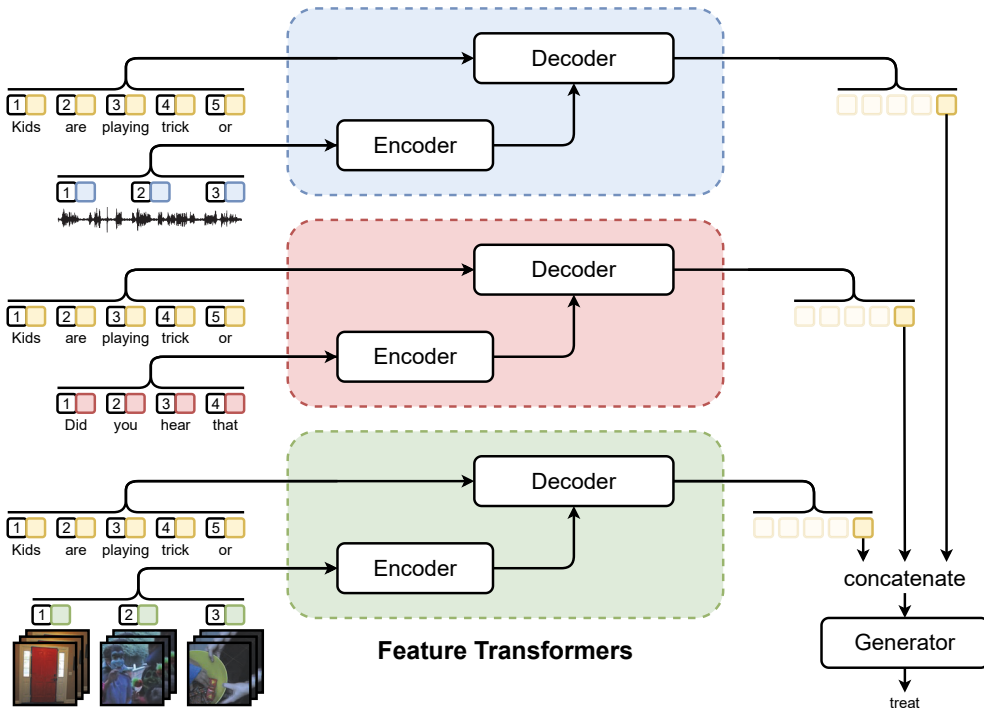 Decoder
1 2 3 4 5
Kids are playing trick or
Encoder
1 2 3
Decoder
1 2 3 4 5
Kids are playing trick or
Encoder
1 2 3 4
Did you hear that
Decoder
1 2 3 4 5
Kids are playing trick or
Encoder
concatenate
1 2 3
Generator
Feature Transformers
treat